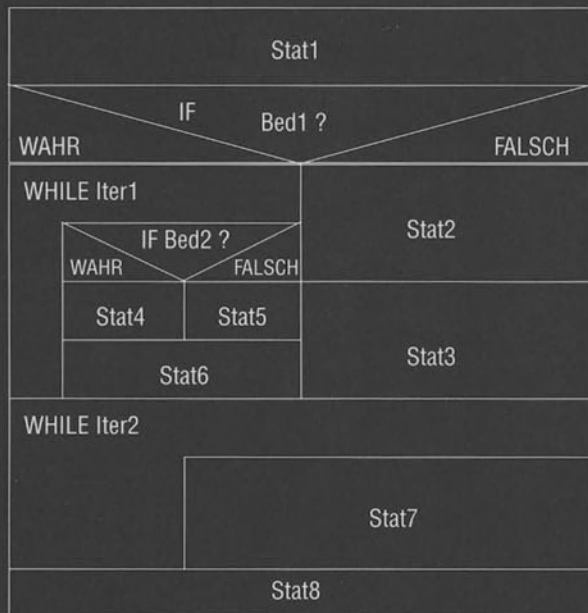 Stat1
IF
Bed1 ?
WAHR
FALSCH
WHILE Iter1
Stat2
IF Bed2 ?
WAHR
FALSCH
Stat4
Stat5
Stat3
Stat6
WHILE Iter2
Stat7
Stat8